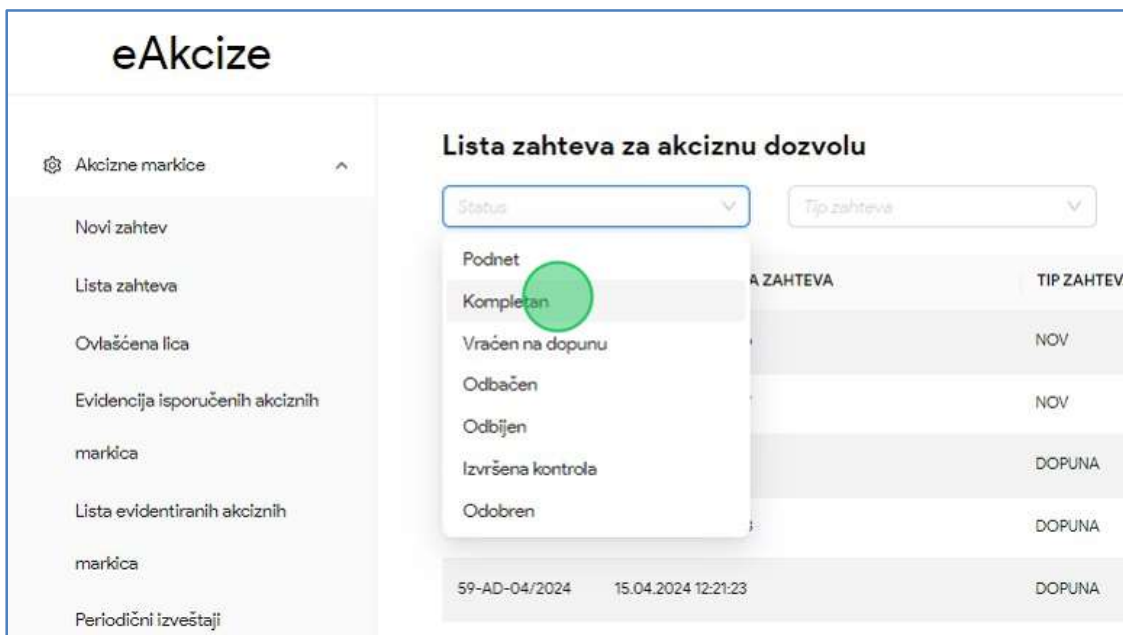 eAkcize
Akcizne markice
Novi zahtev
Lista zahteva
Ovlašćena lica
Evidencija isporučenih akciznih
markica
Lista evidentiranih akciznih
markica
Periodični izveštaji
Lista zahteva za akciznu dozvolu
Status
Tip zahteva
Podnet
Kompletan
Vraćen na dopunu
Odbačen
Odbijen
Izvršena kontrola
Odobren
A ZAHTEVA
TIP ZAHTEV
NOV
NOV
DOPUNA
DOPUNA
59-AD-04/2024 15.04.2024 12:21:23 DOPUNA